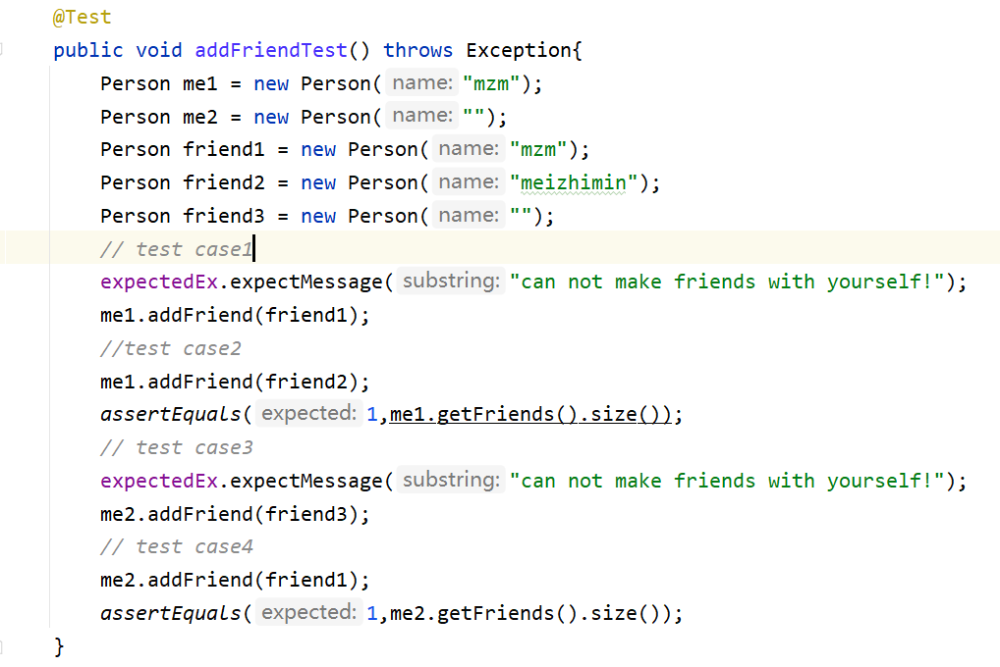 @Test
public void addFriendTest() throws Exception{
Person me1 = new Person( name: "mzm");
Person me2 = new Person( name: "");
Person friend1 = new Person( name: "mzm");
Person friend2 = new Person( name: "meizhimin");
Person friend3 = new Person( name: "");
// test case1
expectedEx.expectMessage( substring: "can not make friends with yourself!");
me1.addFriend(friend1);
//test case2
me1.addFriend(friend2);
assertEquals( expected: 1,me1.getFriends().size());
// test case3
expectedEx.expectMessage( substring: "can not make friends with yourself!");
me2.addFriend(friend3);
// test case4
me2.addFriend(friend1);
assertEquals( expected: 1,me2.getFriends().size());
}